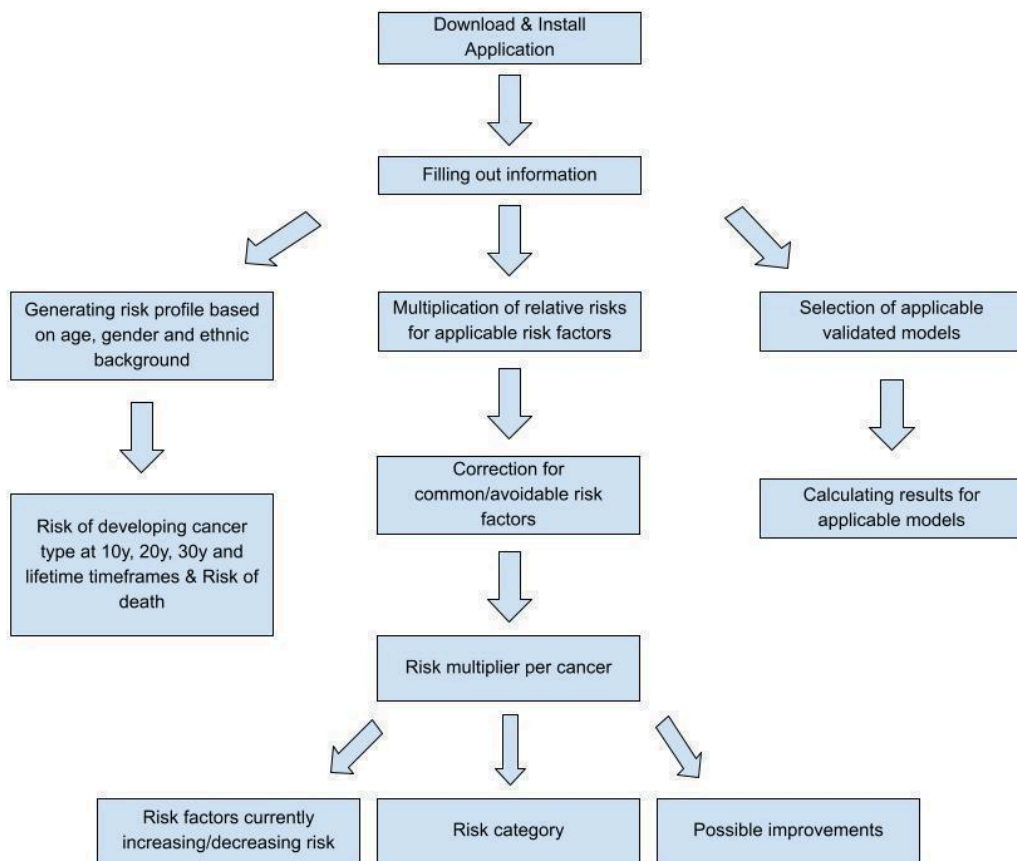 Download & Install
Application
Filling out information
Generating risk profile based
on age, gender and ethnic
background
Multiplication of relative risks
for applicable risk factors
Selection of applicable
validated models
Correction for
common/avoidable risk
factors
Risk of developing cancer
type at 10y, 20y, 30y and
lifetime timeframes & Risk of
death
Calculating results for
applicable models
Risk multiplier per cancer
Risk factors currently
increasing/decreasing risk
Risk category
Possible improvements